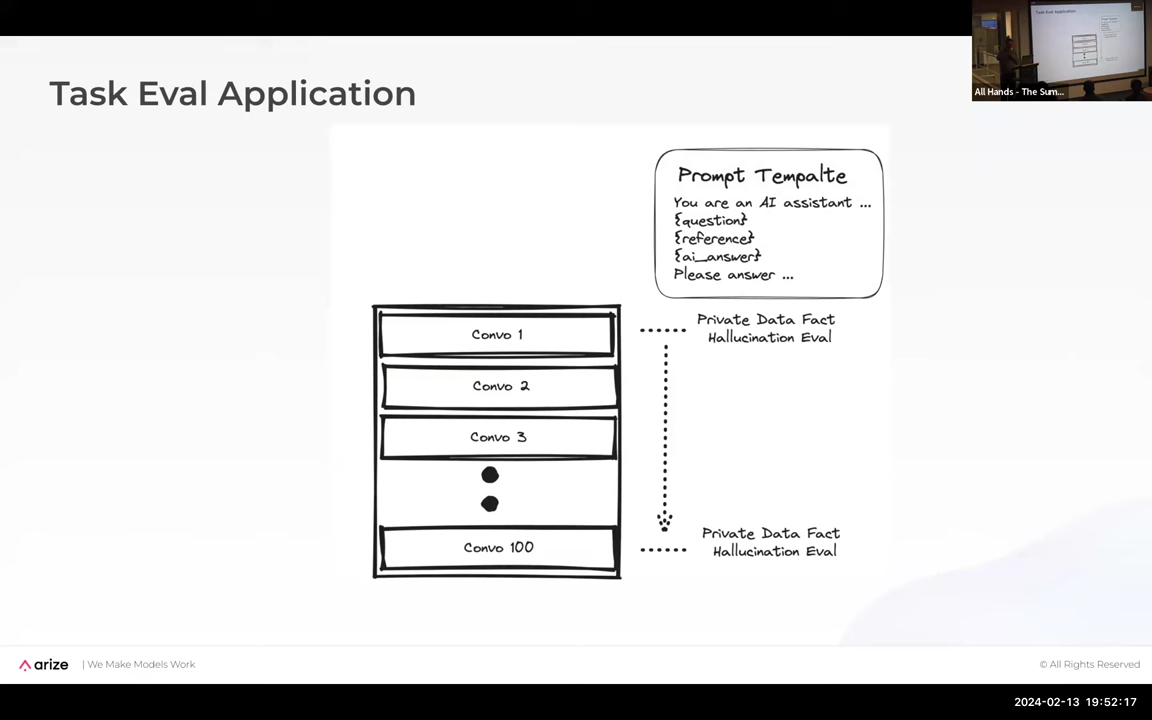 Task Eval Application
All Hands - The Sum...
Prompt Tempalte
You are an AI assistant ...
{question}
{reference}
{ai_answer}
Please answer ...
Convo 1
Private Data Fact
Hallucination Eval
Convo 2
Convo 3
Convo 100
Private Data Fact
Hallucination Eval
arize | We Make Models Work
© All Rights Reserved
2024-02-13 19:52:17